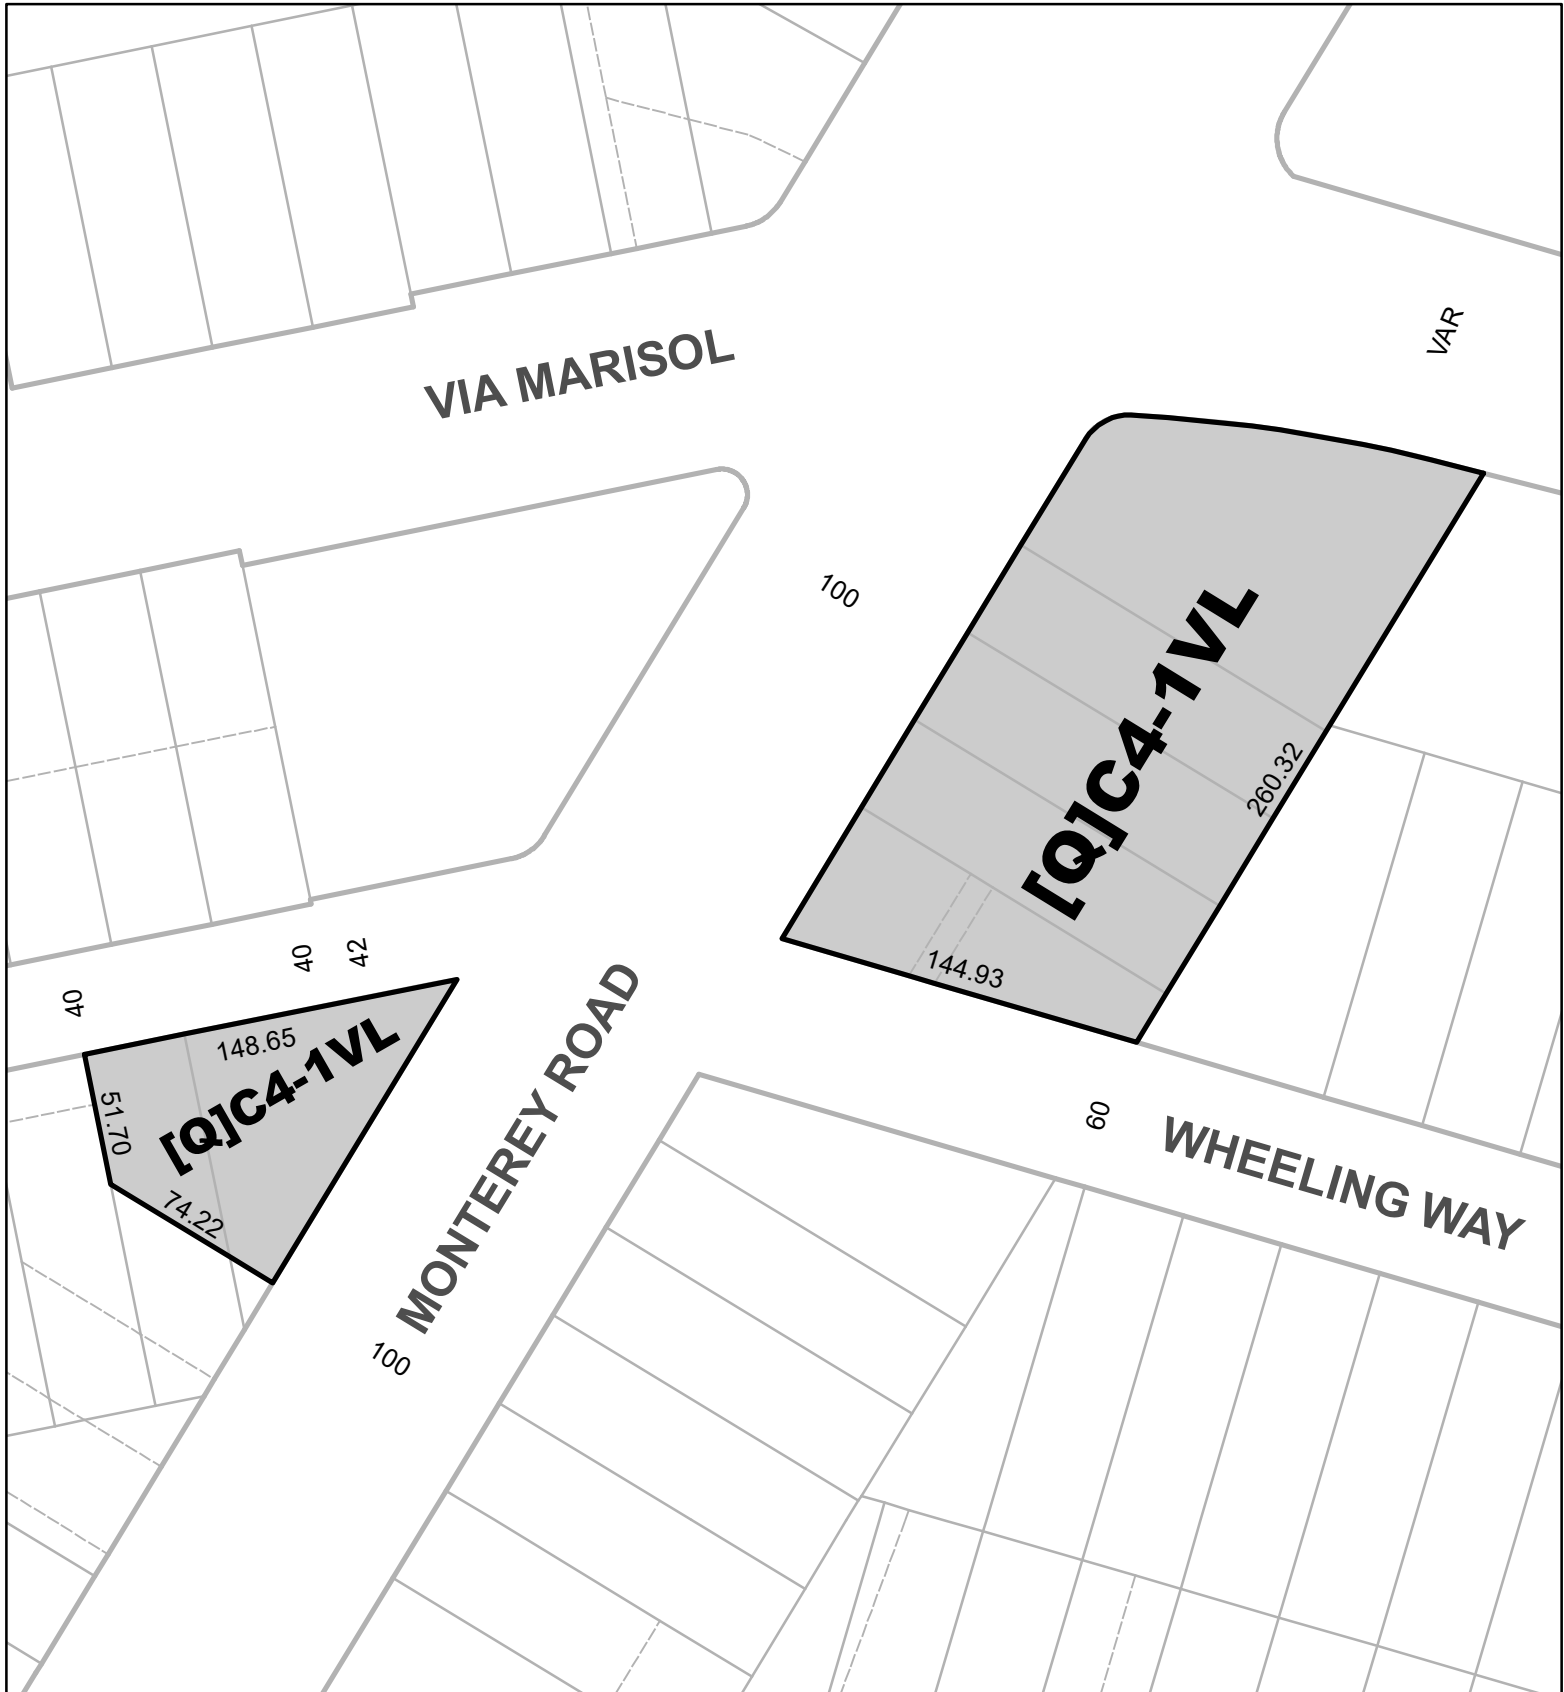 VAR
VIA MARISOL
100
[Q]C4-1VL
260.32
144.93
40
42
40
148.65
[Q]C4-1VL
51.70
74.22
MONTEREY ROAD
60
WHEELING WAY
100